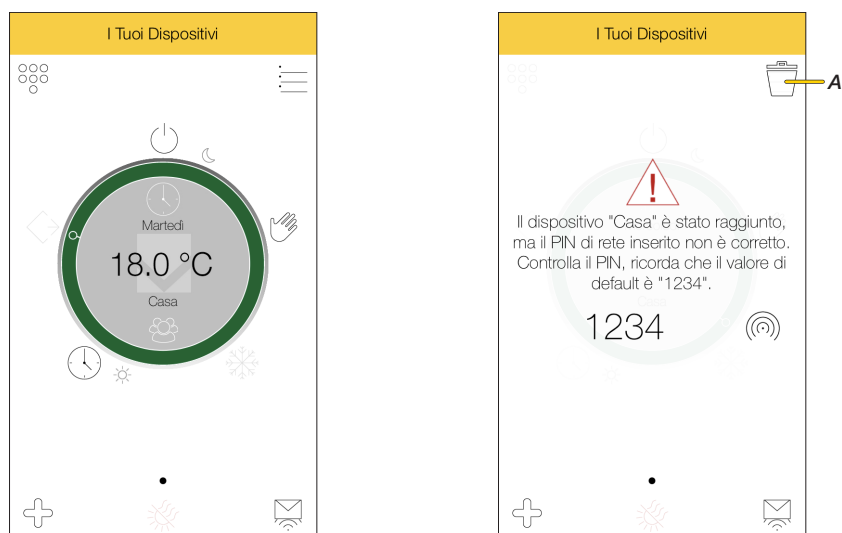 I Tuoi Dispositivi
Martedì
18.0 °C
Casa
I Tuoi Dispositivi
A
Il dispositivo "Casa" è stato raggiunto,
ma il PIN di rete inserito non è corretto.
Controlla il PIN, ricorda che il valore di
default è "1234".
1234